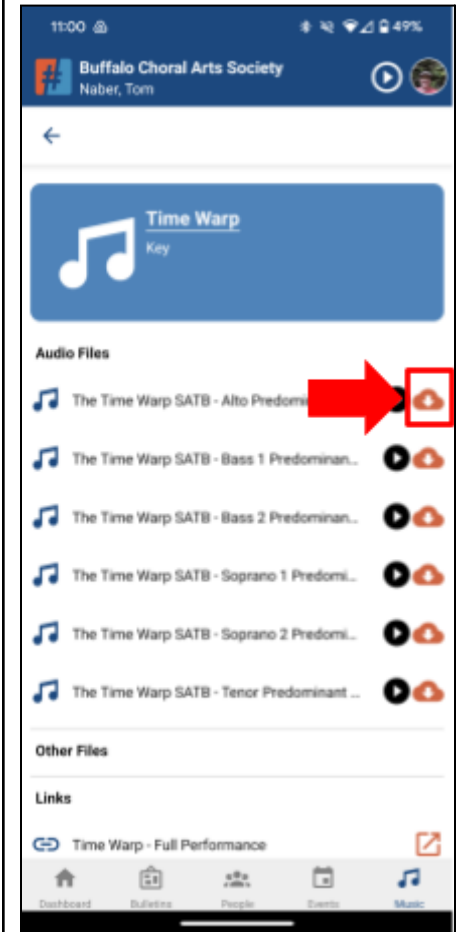 11:00 49%
Buffalo Choral Arts Society
Naber, Tom
Time Warp
Key
Audio Files
The Time Warp SATB - Alto Predomi
The Time Warp SATB - Bass 1 Predominan...
The Time Warp SATB - Bass 2 Predominan...
The Time Warp SATB - Soprano 1 Predomi...
The Time Warp SATB - Soprano 2 Predomi...
The Time Warp SATB - Tenor Predominant ...
Other Files
Links
Time Warp - Full Performance
Dashboard Bulletins People Events Music